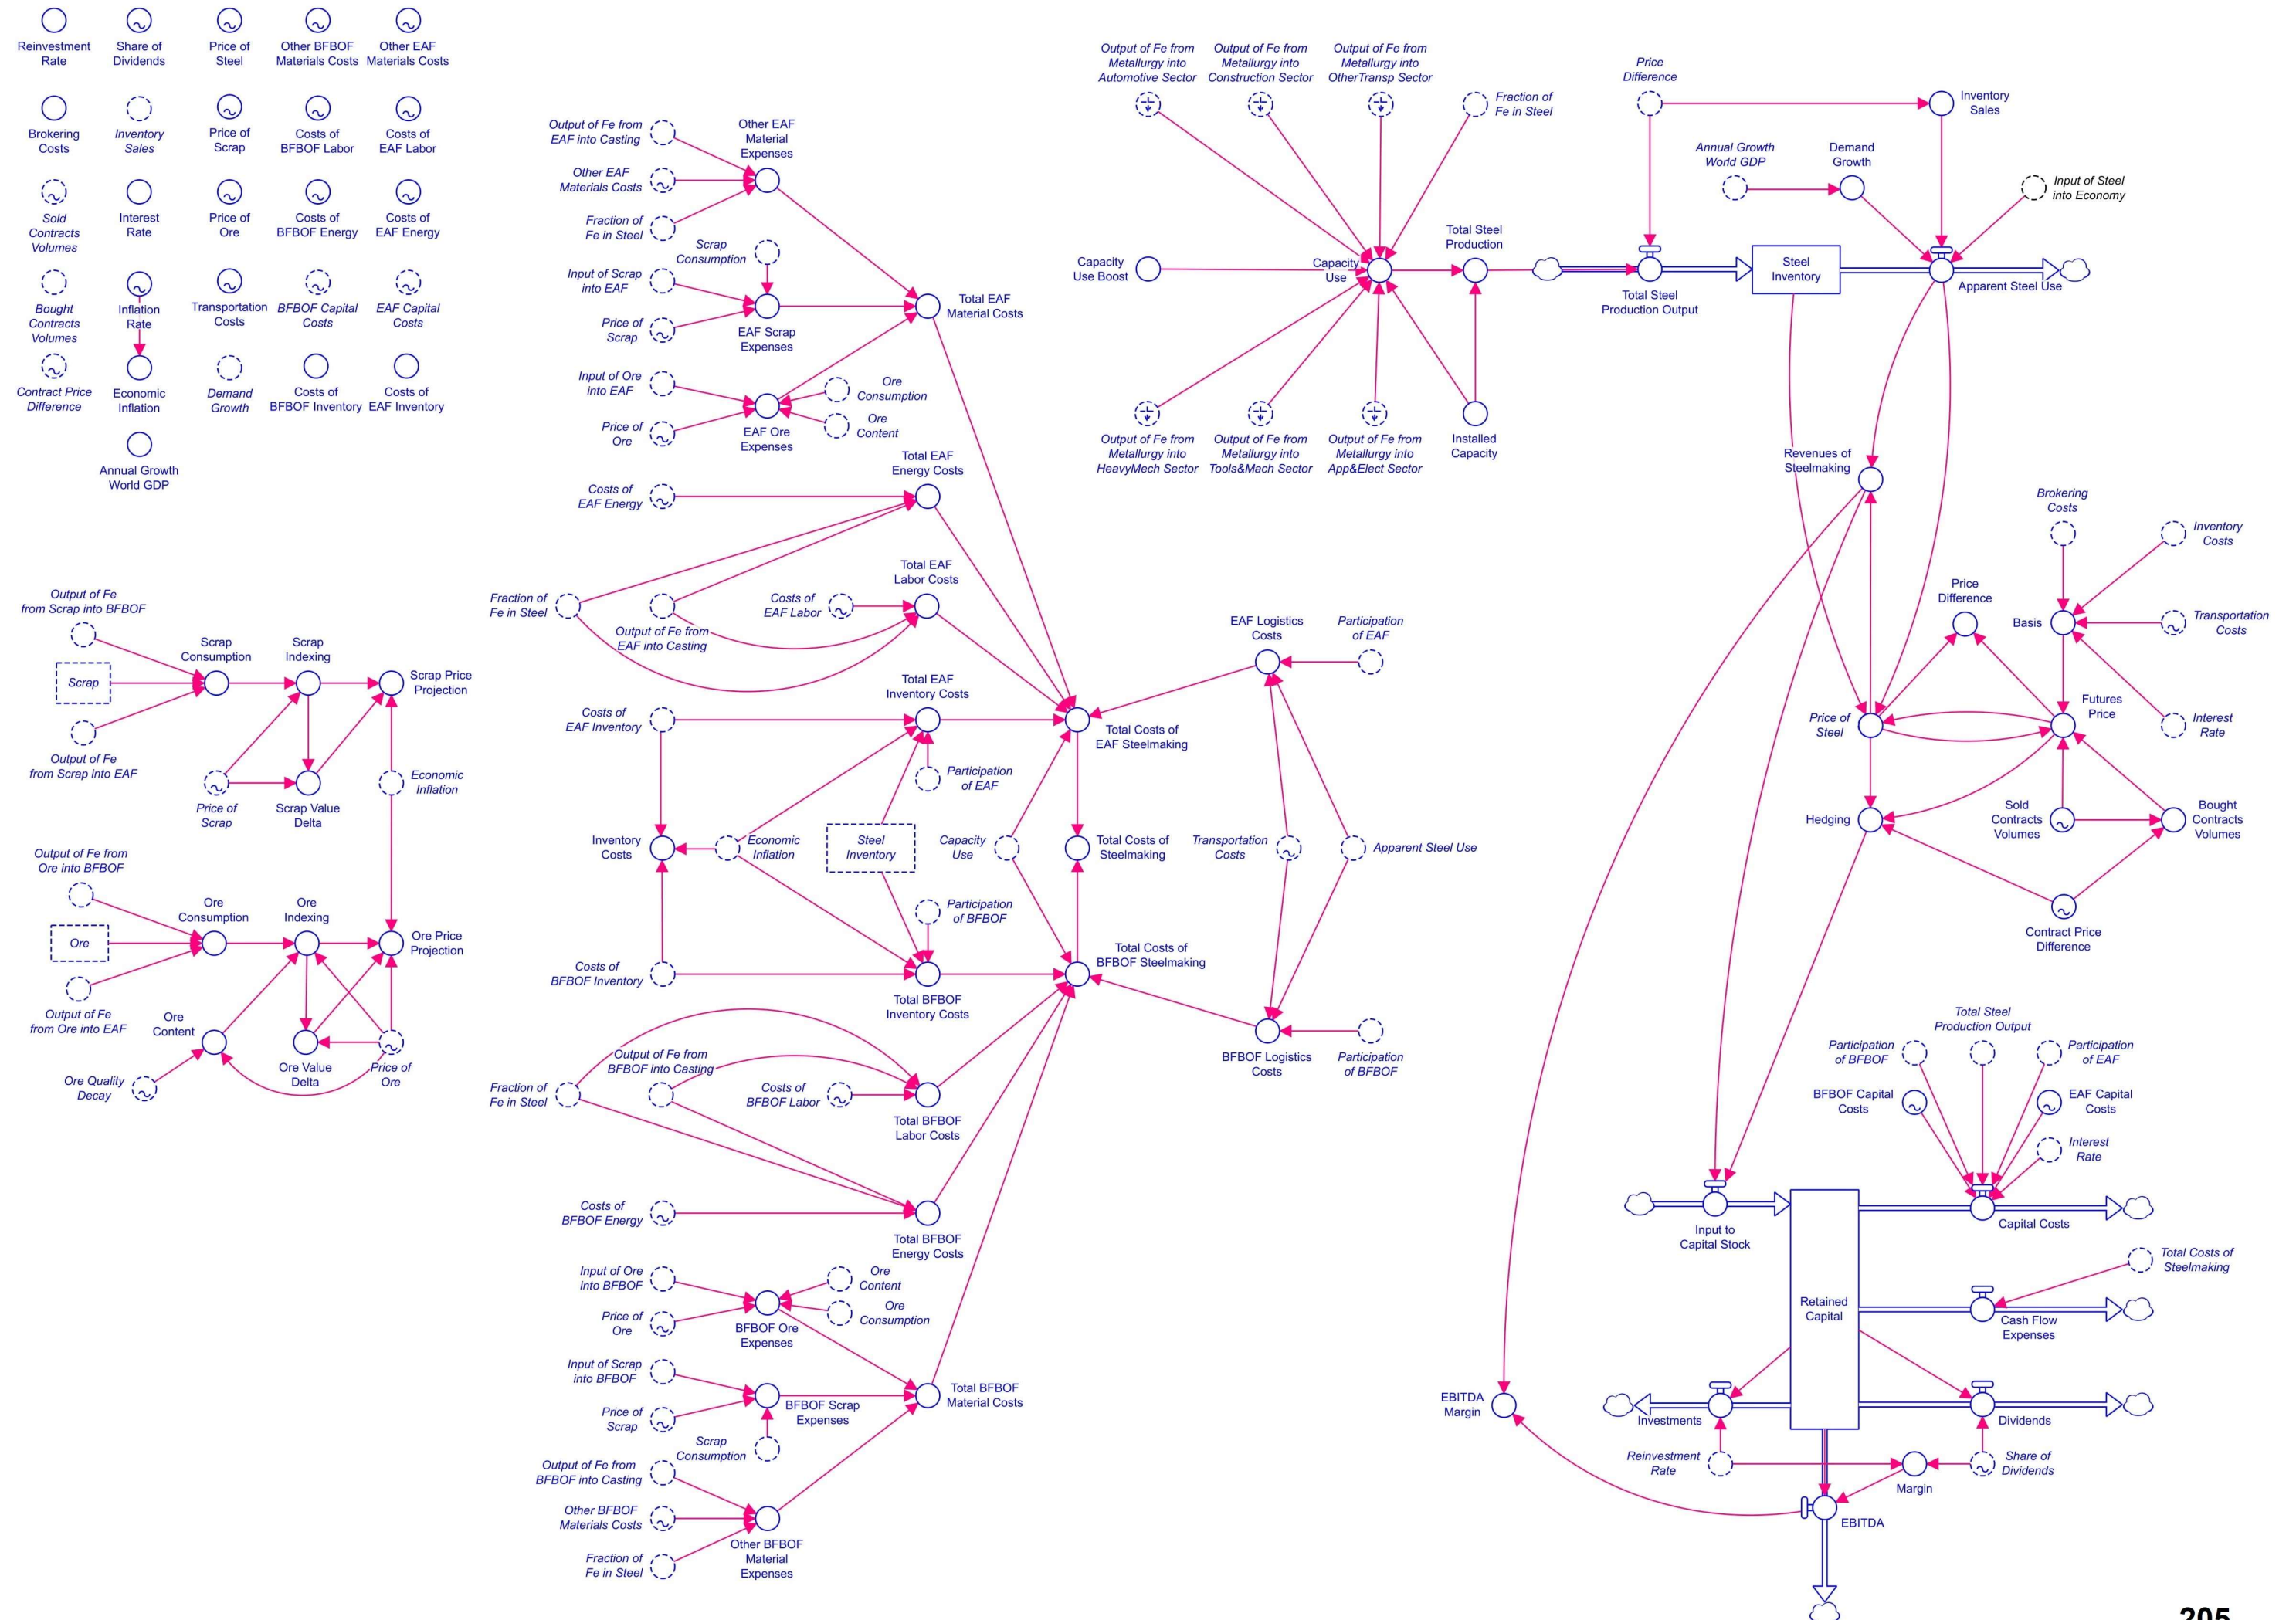 Reinvestment
Rate
Share of
Dividends
Price of
Steel
Other BFBOF
Materials Costs
Other EAF
Materials Costs
Brokering
Costs
Inventory
Sales
Price of
Scrap
Costs of
BFBOF Labor
Costs of
EAF Labor
Sold
Contracts
Volumes
Interest
Rate
Price of
Ore
Costs of
BFBOF Energy
Costs of
EAF Energy
Bought
Contracts
Volumes
Inflation
Rate
Transportation
Costs
BFBOF Capital
Costs
EAF Capital
Costs
Contract Price
Difference
Economic
Inflation
Demand
Growth
Costs of
BFBOF Inventory
Costs of
EAF Inventory
Annual Growth
World GDP
Output of Fe
from Scrap into BFBOF
Scrap
Output of Fe
from Scrap into EAF
Scrap
Consumption
Scrap
Indexing
Scrap Price
Projection
Price of
Scrap
Scrap Value
Delta
Economic
Inflation
Output of Fe from
Ore into BFBOF
Ore
Output of Fe
from Ore into EAF
Ore
Consumption
Ore
Indexing
Ore Price
Projection
Ore
Content
Ore Quality
Decay
Ore Value
Delta
Price of
Ore
Output of Fe from
EAF into Casting
Other EAF
Materials Costs
Fraction of
Fe in Steel
Other EAF
Material
Expenses
Scrap
Consumption
Input of Scrap
into EAF
Price of
Scrap
EAF Scrap
Expenses
Total EAF
Material Costs
Input of Ore
into EAF
Price of
Ore
Ore
Consumption
Ore
Content
EAF Ore
Expenses
Total EAF
Energy Costs
Costs of
EAF Energy
Fraction of
Fe in Steel
Output of Fe from
EAF into Casting
Costs of
EAF Labor
Total EAF
Labor Costs
Total EAF
Inventory Costs
Costs of
EAF Inventory
Participation
of EAF
Total Costs of
EAF Steelmaking
Inventory
Costs
Economic
Inflation
Steel
Inventory
Capacity
Use
Total Costs of
Steelmaking
Participation
of BFBOF
Costs of
BFBOF Inventory
Total BFBOF
Inventory Costs
Total Costs of
BFBOF Steelmaking
EAF Logistics
Costs
Participation
of EAF
Transportation
Costs
Apparent Steel Use
BFBOF Logistics
Costs
Participation
of BFBOF
Output of Fe from
BFBOF into Casting
Fraction of
Fe in Steel
Costs of
BFBOF Labor
Total BFBOF
Labor Costs
Costs of
BFBOF Energy
Total BFBOF
Energy Costs
Input of Ore
into BFBOF
Price of
Ore
Ore
Content
Ore
Consumption
BFBOF Ore
Expenses
Input of Scrap
into BFBOF
Price of
Scrap
BFBOF Scrap
Expenses
Scrap
Consumption
Total BFBOF
Material Costs
Output of Fe from
BFBOF into Casting
Other BFBOF
Materials Costs
Fraction of
Fe in Steel
Other BFBOF
Material
Expenses
Output of Fe from
Metallurgy into
Automotive Sector
Output of Fe from
Metallurgy into
Construction Sector
Output of Fe from
Metallurgy into
OtherTransp Sector
Fraction of
Fe in Steel
Capacity
Use Boost
Capacity
Use
Total Steel
Production
Output of Fe from
Metallurgy into
HeavyMech Sector
Output of Fe from
Metallurgy into
Tools&Mach Sector
Output of Fe from
Metallurgy into
App&Elect Sector
Installed
Capacity
Price
Difference
Inventory
Sales
Annual Growth
World GDP
Demand
Growth
Input of Steel
into Economy
Total Steel
Production Output
Steel
Inventory
Apparent Steel Use
Revenues of
Steelmaking
Brokering
Costs
Inventory
Costs
Price
Difference
Basis
Transportation
Costs
Price of
Steel
Futures
Price
Interest
Rate
Hedging
Sold
Contracts
Volumes
Bought
Contracts
Volumes
Contract Price
Difference
Total Steel
Production Output
Participation
of BFBOF
Participation
of EAF
BFBOF Capital
Costs
EAF Capital
Costs
Interest
Rate
Input to
Capital Stock
Capital Costs
Total Costs of
Steelmaking
Retained
Capital
Cash Flow
Expenses
EBITDA
Margin
Investments
Dividends
Reinvestment
Rate
Share of
Dividends
Margin
EBITDA
205